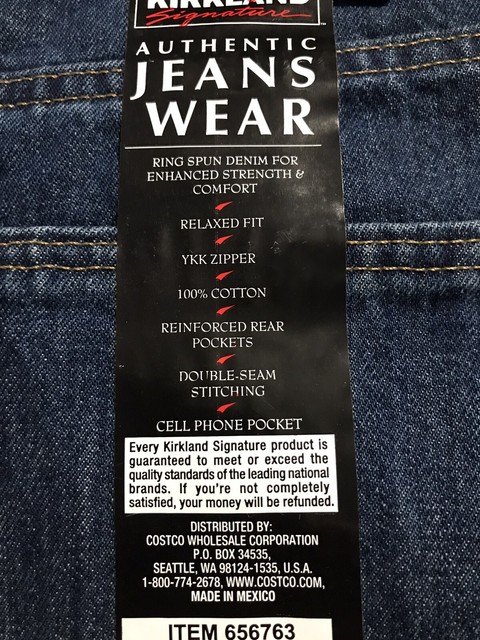 KIRKLAND
Signature
AUTHENTIC
JEANS
WEAR
RING SPUN DENIM FOR
ENHANCED STRENGTH &
COMFORT
RELAXED FIT
YKK ZIPPER
100% COTTON
REINFORCED REAR
POCKETS
DOUBLE-SEAM
STITCHING
CELL PHONE POCKET
Every Kirkland Signature product is
guaranteed to meet or exceed the
quality standards of the leading national
brands. If you're not completely
satisfied, your money will be refunded.
DISTRIBUTED BY:
COSTCO WHOLESALE CORPORATION
P.O. BOX 34535,
SEATTLE, WA 98124-1535, U.S.A.
1-800-774-2678, WWW.COSTCO.COM,
MADE IN MEXICO
ITEM 656763